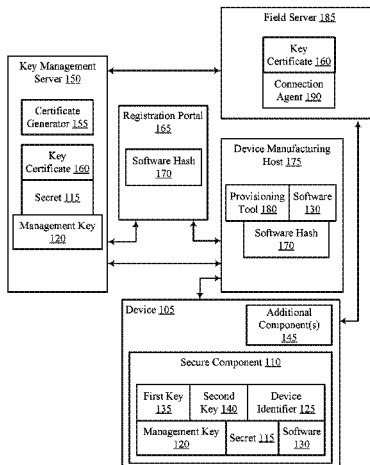 Field Server 185
Key
Certificate 160
Connection
Agent 190
Key Management
Server 150
Certificate
Generator 155
Key
Certificate 160
Secret 115
Management Key
120
Registration Portal
165
Software Hash
170
Device Manufacturing
Host 175
Provisioning
Tool 180
Software
130
Software Hash
170
Device 105
Additional
Component(s)
145
Secure Component 110
First Key
135
Second
Key 140
Device
Identifier 125
Management Key
120
Secret 115
Software
130